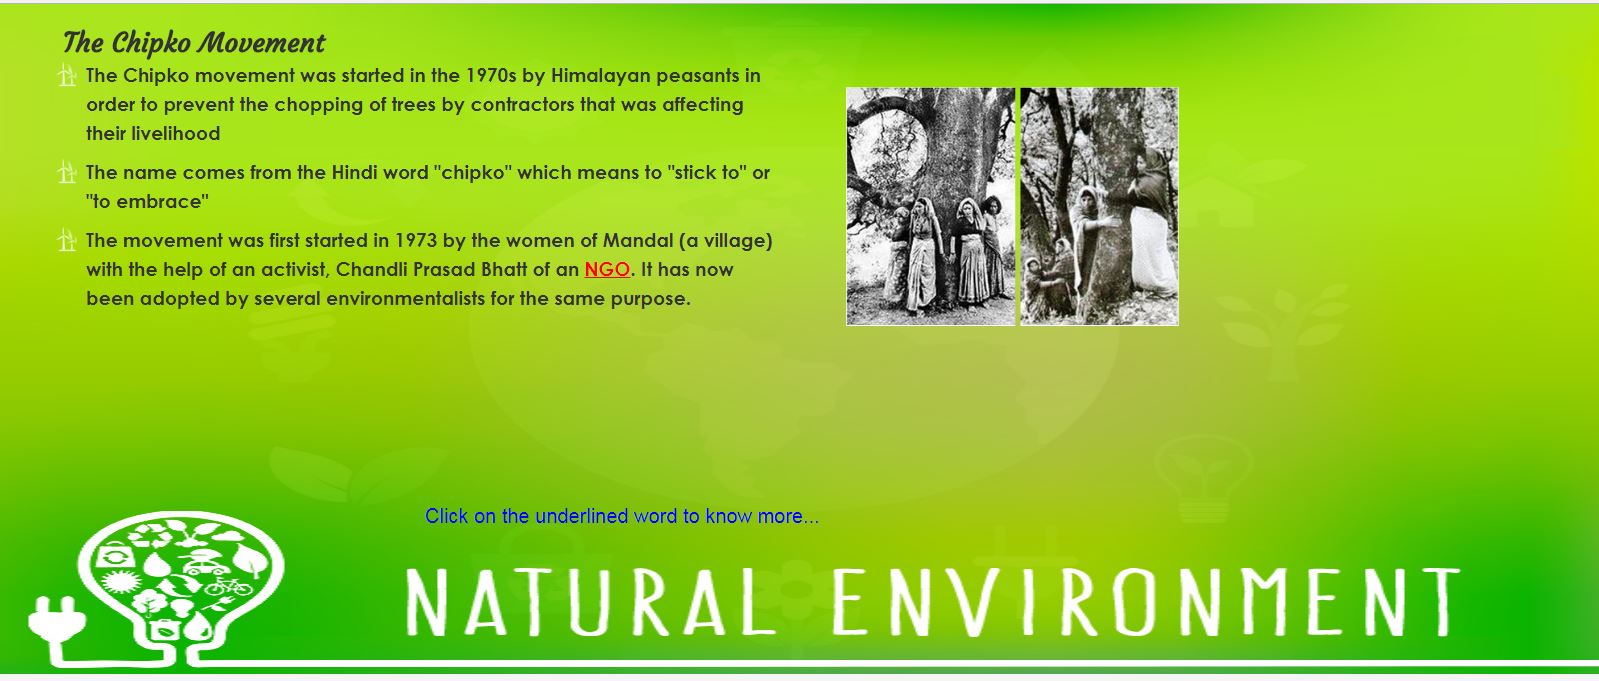 The Chipko Movement
The Chipko movement was started in the 1970s by Himalayan peasants in
order to prevent the chopping of trees by contractors that was affecting
their livelihood
The name comes from the Hindi word "chipko" which means to "stick to" or
"to embrace"
The movement was first started in 1973 by the women of Mandal (a village)
with the help of an activist, Chandli Prasad Bhatt of an NGO. It has now
been adopted by several environmentalists for the same purpose.
Click on the underlined word to know more...
NATURAL ENVIRONMENT